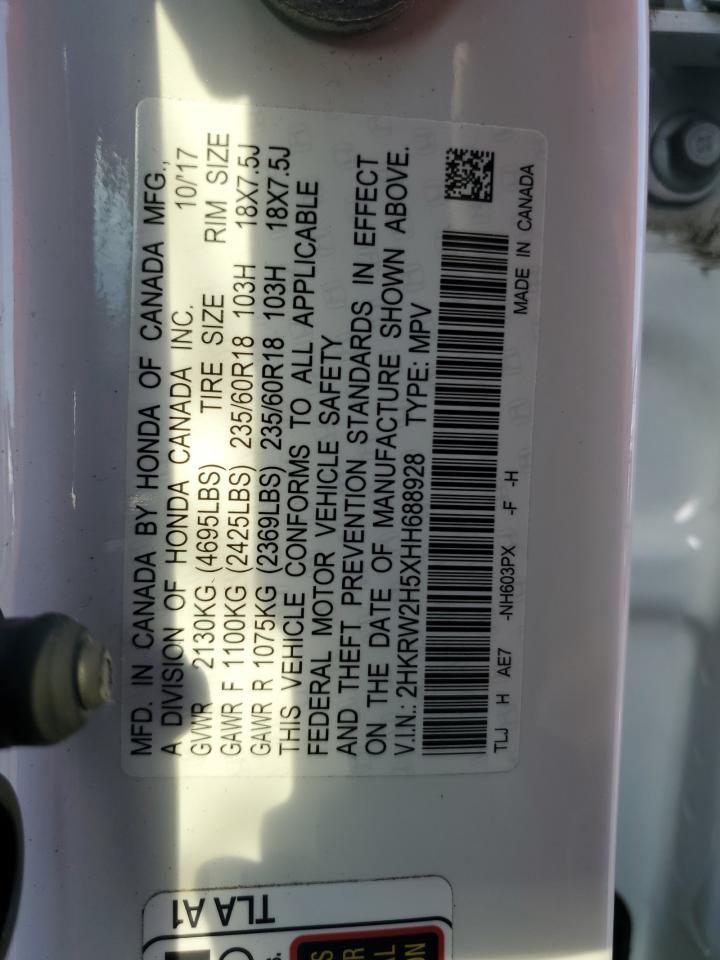 MFD. IN CANADA BY HONDA OF CANADA MFG.,
A DIVISION OF HONDA CANADA INC. 10/'17
GVWR 2130KG (4695LBS) TIRE SIZE RIM SIZE
GAWR F 1100KG (2425LBS) 235/60R18 103H 18X7.5J
GAWR R 1075KG (2369LBS) 235/60R18 103H 18X7.5J
THIS VEHICLE CONFORMS TO ALL APPLICABLE
FEDERAL MOTOR VEHICLE SAFETY
AND THEFT PREVENTION STANDARDS IN EFFECT
ON THE DATE OF MANUFACTURE SHOWN ABOVE.
V.I.N.: 2HKRW2H5XHH688928 TYPE: MPV
TLJ H AE7 -NH603PX -F -H
MADE IN CANADA
TLA A1